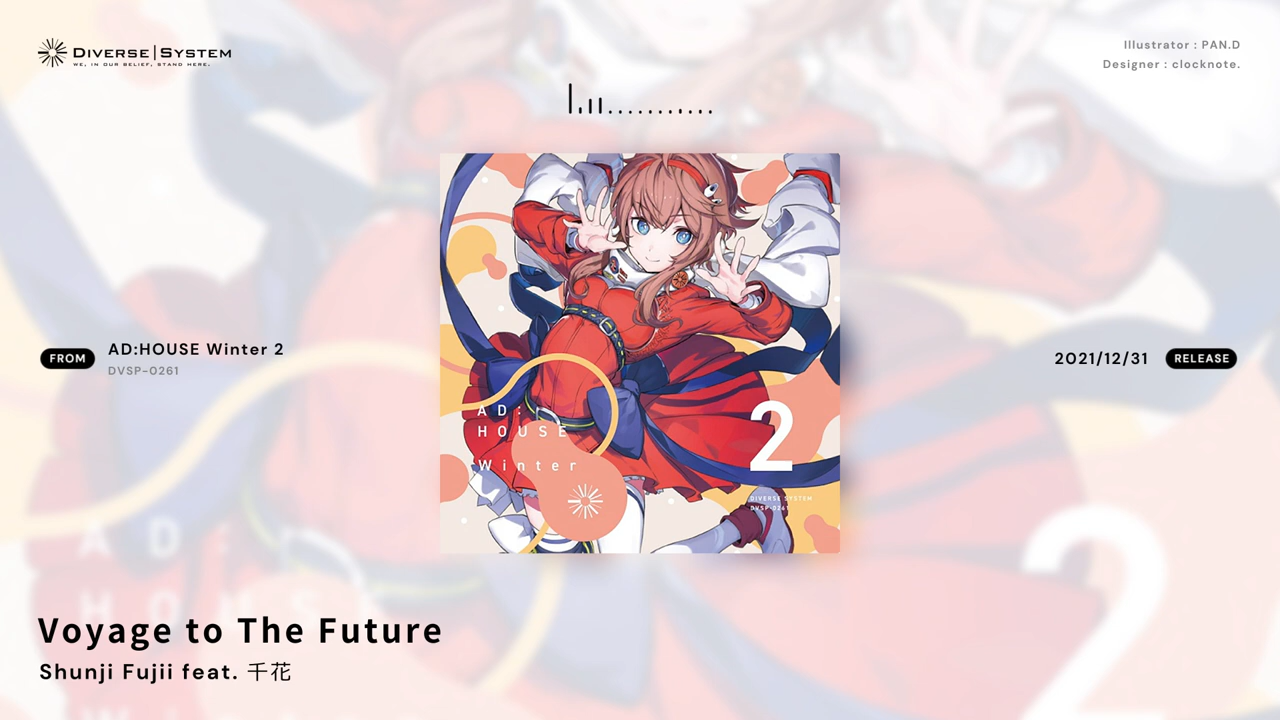 DIVERSE|SYSTEM
WE, IN OUR BELIEF, STAND HERE.
Illustrator : PAN.D
Designer : clocknote.
FROM
AD:HOUSE Winter 2
DVSP-0261
2021/12/31
RELEASE
AD:
HOUSE
Winter
2
DIVERSE SYSTEM
DVSP-0261
Voyage to The Future
Shunji Fujii feat. 千花